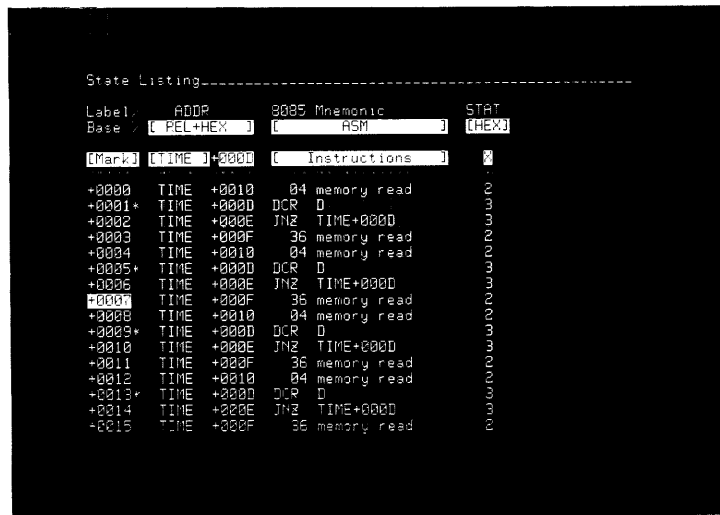 State Listing
Label/ ADDR 8085 Mnemonic STAT
Base / [ REL+HEX ] [ ASM ] [HEX]
[Mark] [TIME ]+000D [ Instructions ] X
+0000 TIME +0010 04 memory read 2
+0001* TIME +000D DCR D 3
+0002 TIME +000E JNZ TIME+000D 3
+0003 TIME +000F 36 memory read 2
+0004 TIME +0010 04 memory read 2
+0005* TIME +000D DCR D 3
+0006 TIME +000E JNZ TIME+000D 3
+0007 TIME +000F 36 memory read 2
+0008 TIME +0010 04 memory read 2
+0009* TIME +000D DCR D 3
+0010 TIME +000E JNZ TIME+000D 3
+0011 TIME +000F 36 memory read 2
+0012 TIME +0010 04 memory read 2
+0013* TIME +000D DCR D 3
+0014 TIME +000E JNZ TIME+000D 3
+0015 TIME +000F 36 memory read 2